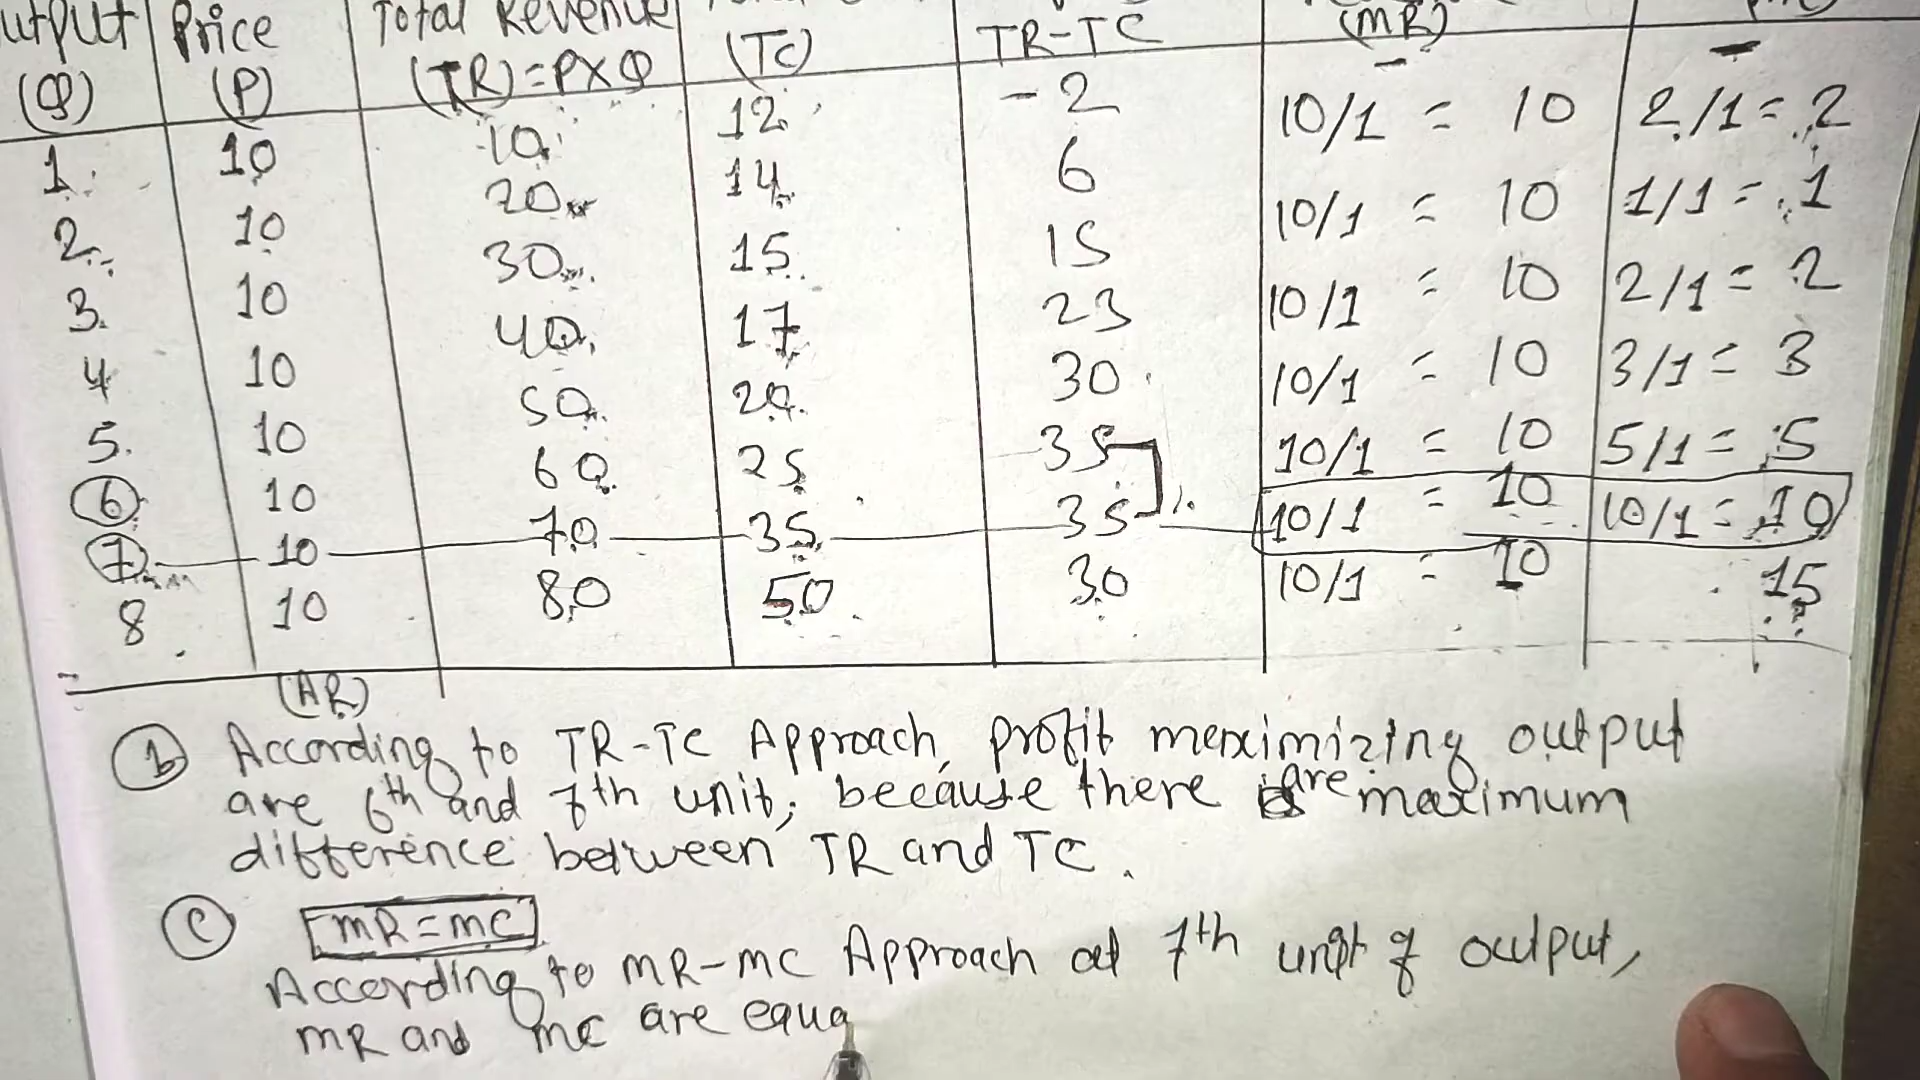 utput Price Total Revenue
(Q) (P) (TR)=PXQ (TC) TR-TC (MR)
- -
1. 10 10 12 -2 10/1 = 10 2/1 = 2
2. 10 20 14 6 10/1 = 10 1/1 = 1
3. 10 30 15 15 10/1 = 10 2/1 = 2
4 10 40 17 23 10/1 = 10 3/1 = 3
5. 10 50 20 30 10/1 = 10 5/1 = 5
6 10 60 25 35 10/1 = 10 10/1 = 10
7 10 70 35 35 10/1 = 10 15
8 10 80 50 30
(AR)
b According to TR-TC Approach, profit meximizing output
are 6th and 7th unit, because there are maximum
difference between TR and TC.
c MR=MC
According to MR-MC Approach at 7th unit of output,
MR and MC are equa